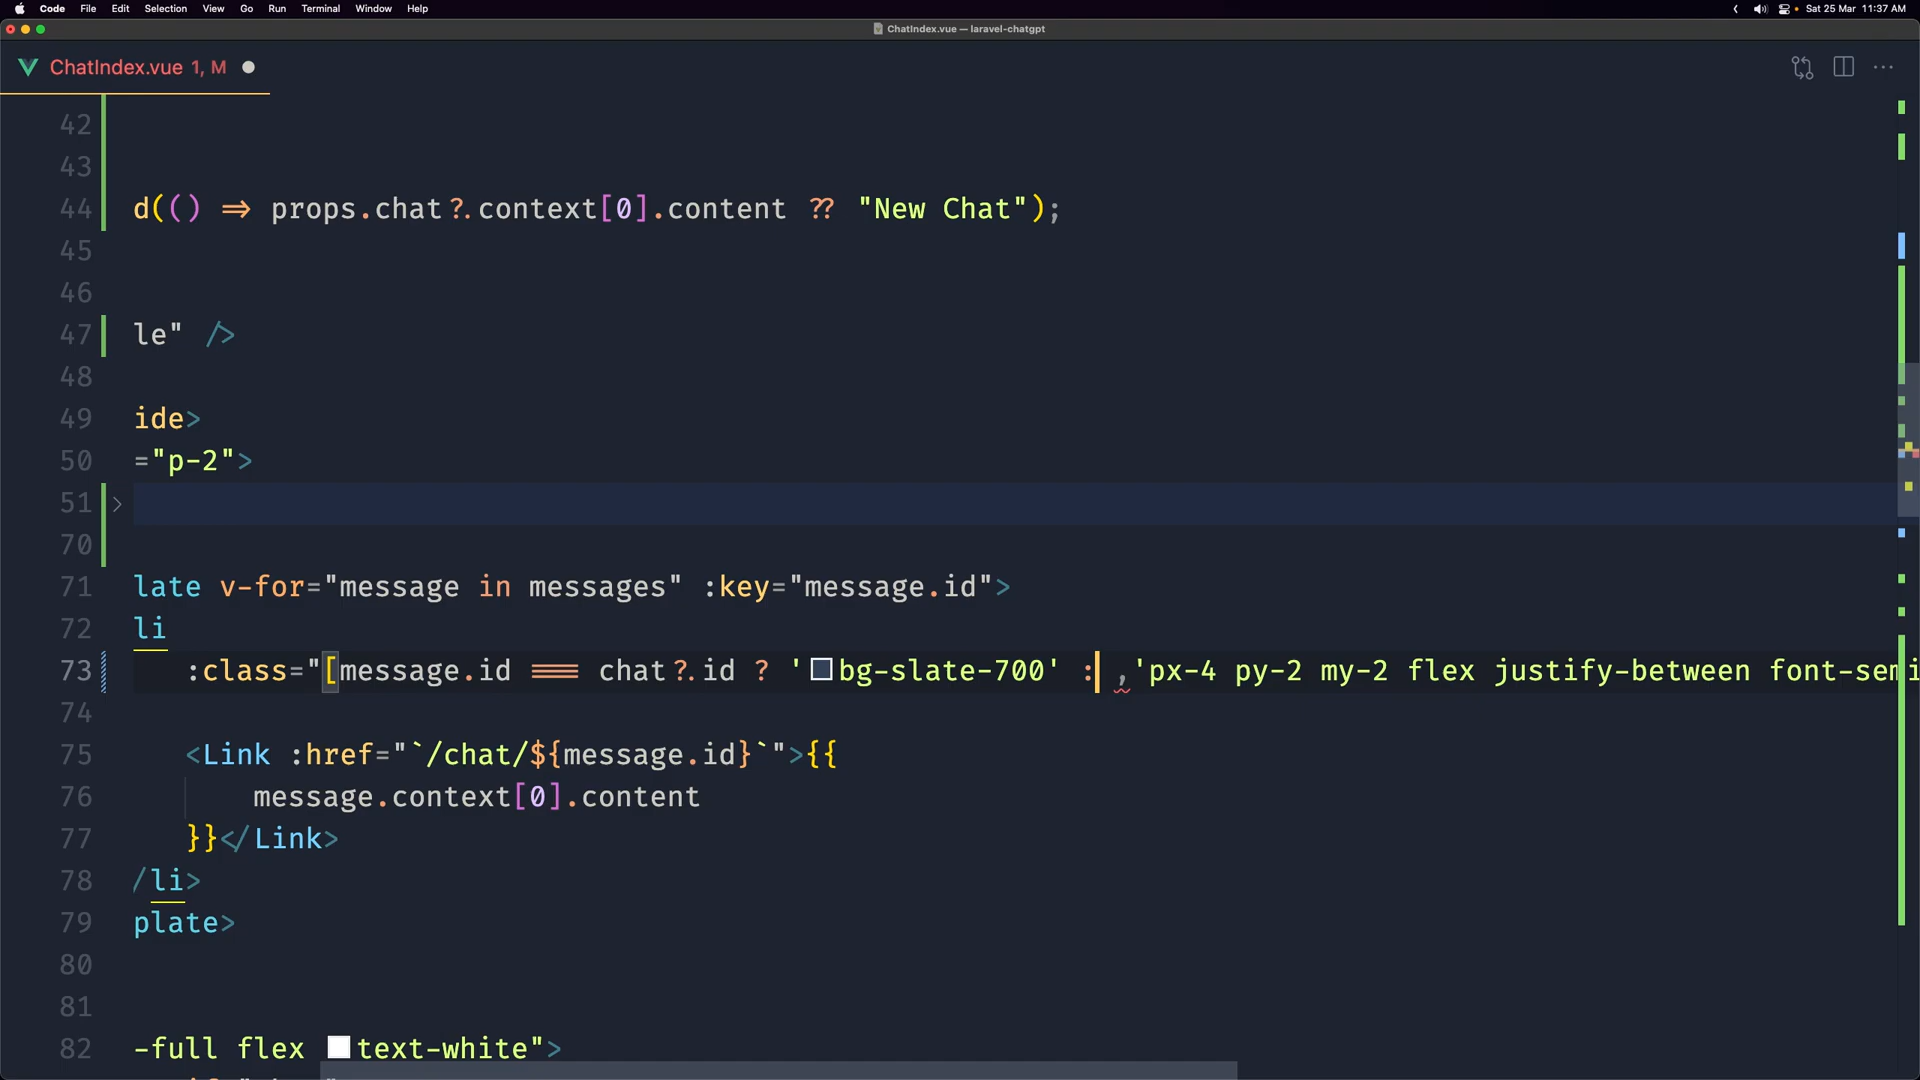 Code File Edit Selection View Go Run Terminal Window Help Sat 25 Mar 11:37 AM
ChatIndex.vue — laravel-chatgpt
ChatIndex.vue 1, M
42
43
44 d(() => props.chat?.context[0].content ?? "New Chat");
45
46
47 le" />
48
49 ide>
50 ="p-2">
51
70
71 late v-for="message in messages" :key="message.id">
72 li
73 :class="[message.id === chat?.id ? 'bg-slate-700' : ,'px-4 py-2 my-2 flex justify-between font-semi
74
75 <Link :href="`/chat/${message.id}`">{{
76 message.context[0].content
77 }}</Link>
78 /li>
79 plate>
80
81
82 -full flex text-white">